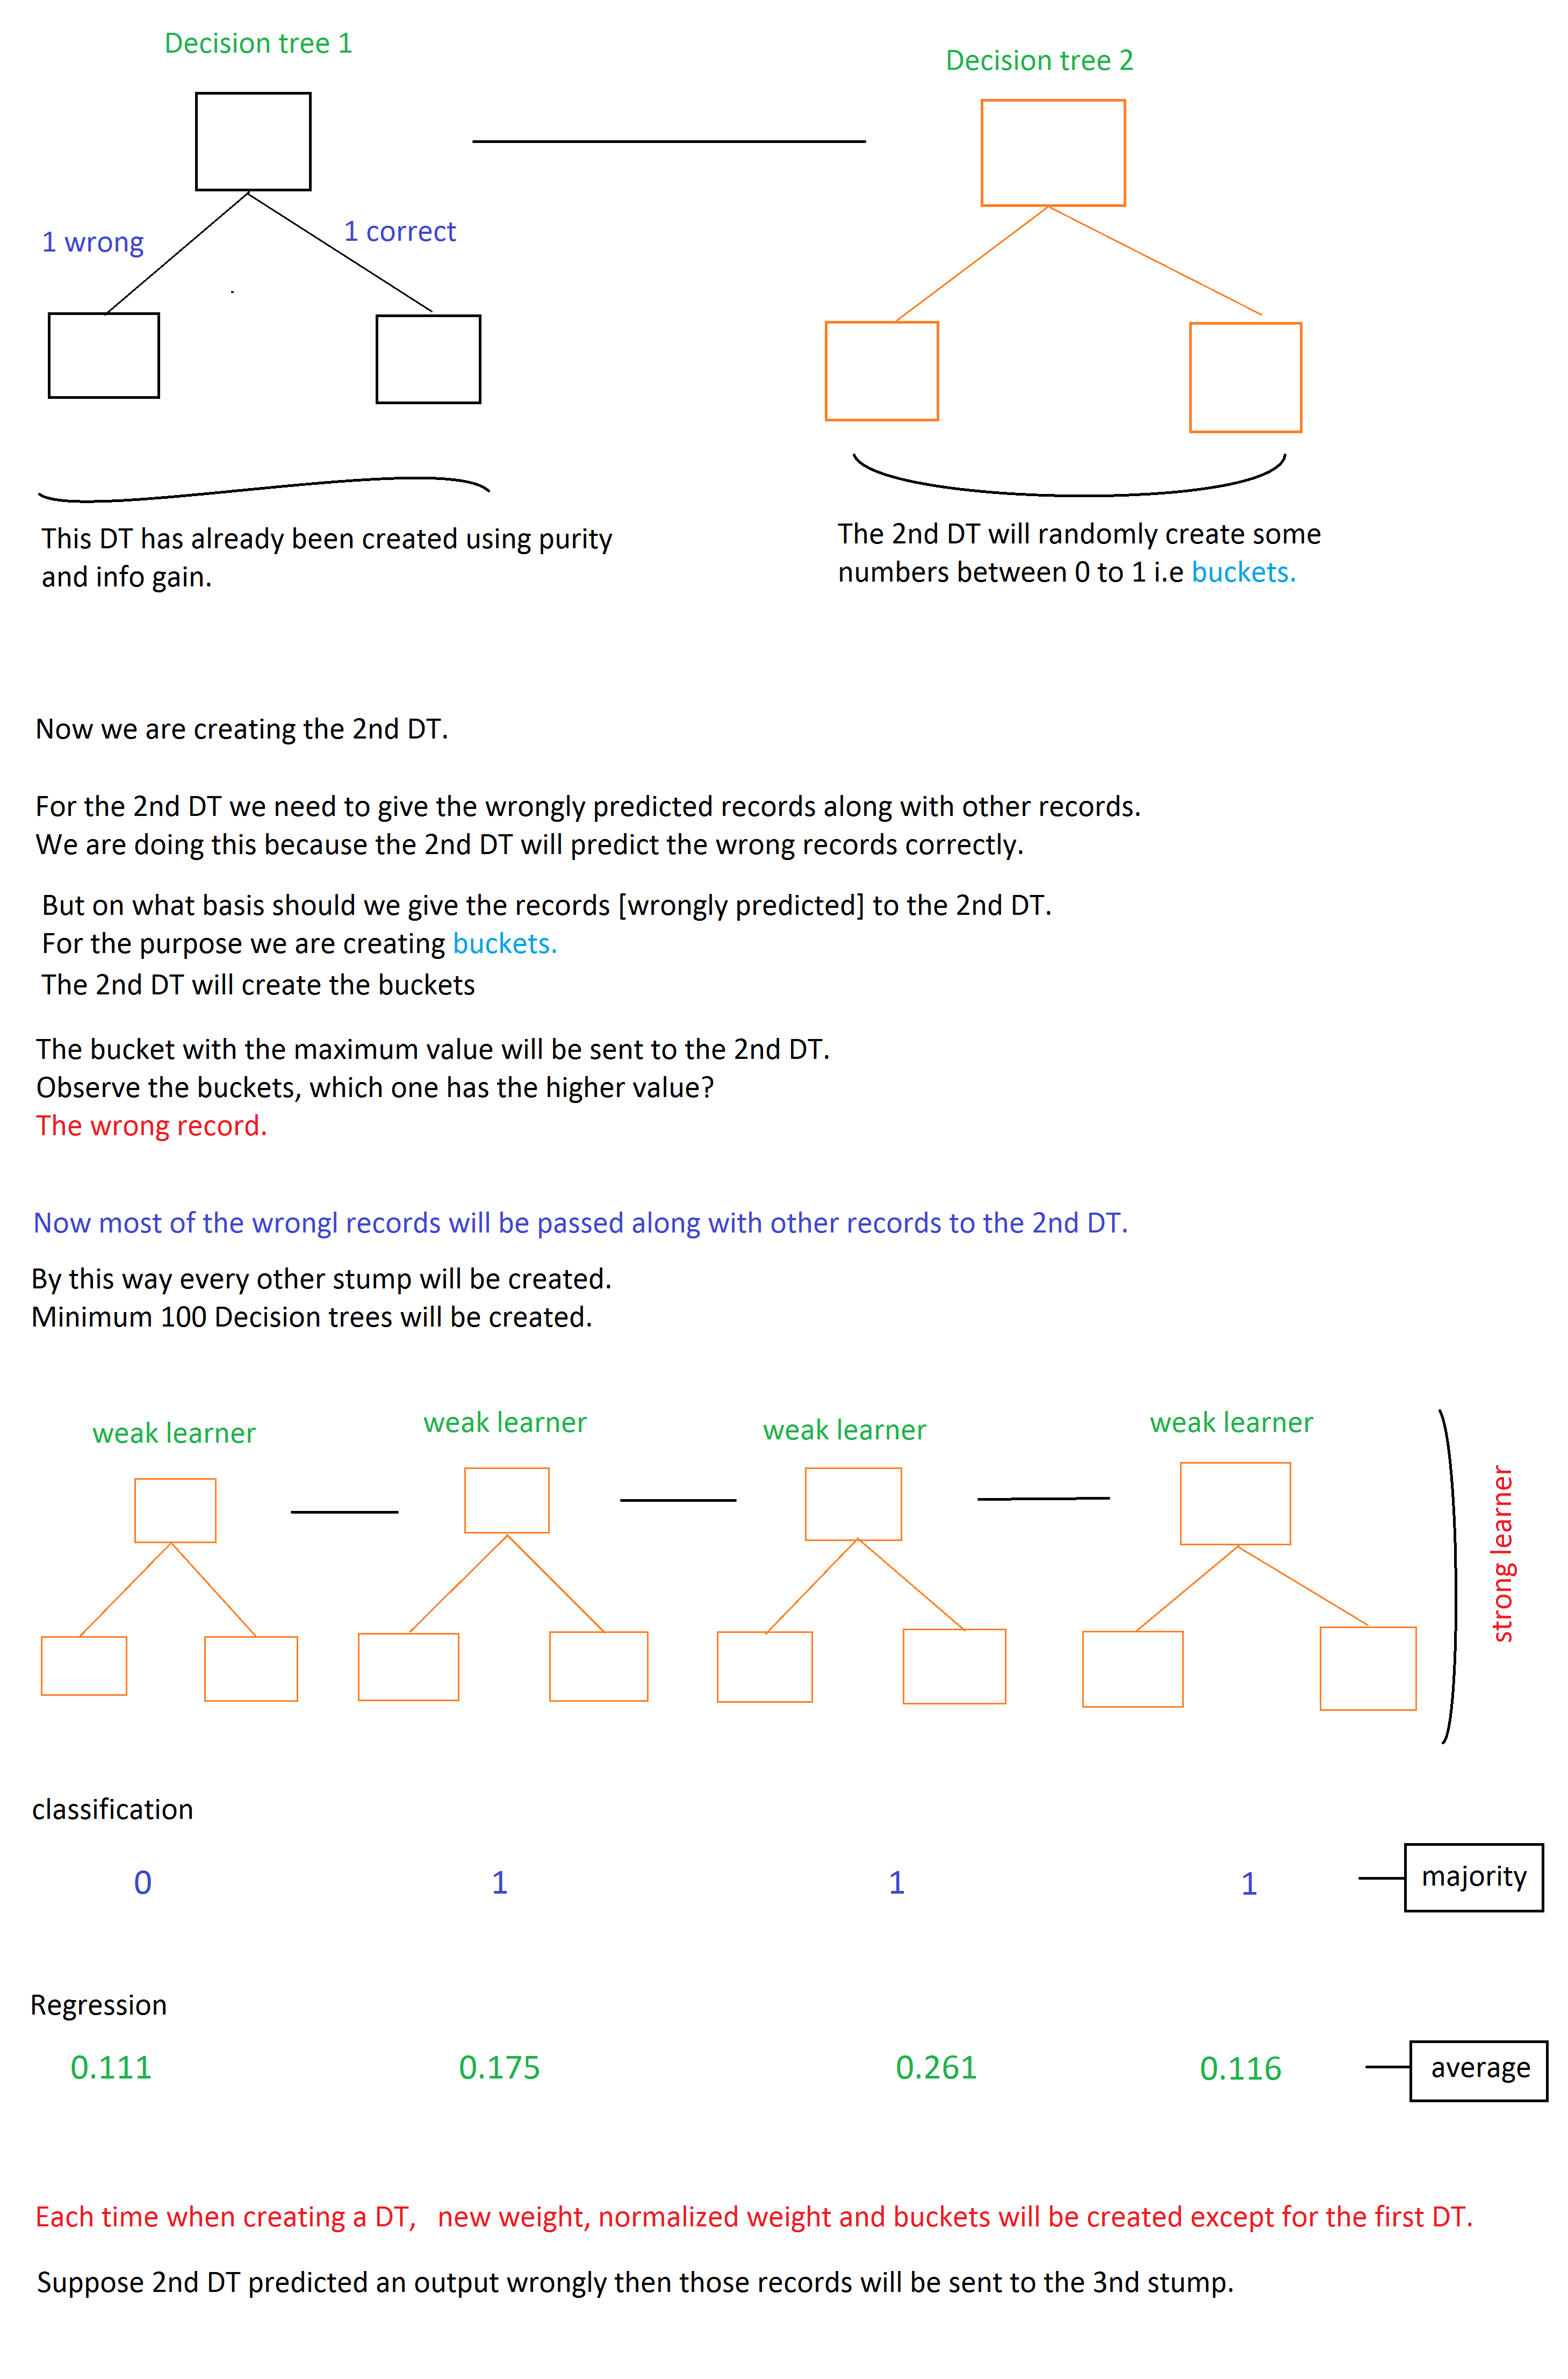 Decision tree 1
Decision tree 2
1 wrong
1 correct
This DT has already been created using purity
and info gain.
The 2nd DT will randomly create some
numbers between 0 to 1 i.e buckets.
Now we are creating the 2nd DT.
For the 2nd DT we need to give the wrongly predicted records along with other records.
We are doing this because the 2nd DT will predict the wrong records correctly.
But on what basis should we give the records [wrongly predicted] to the 2nd DT.
For the purpose we are creating buckets.
The 2nd DT will create the buckets
The bucket with the maximum value will be sent to the 2nd DT.
Observe the buckets, which one has the higher value?
The wrong record.
Now most of the wrongl records will be passed along with other records to the 2nd DT.
By this way every other stump will be created.
Minimum 100 Decision trees will be created.
weak learner
weak learner
weak learner
weak learner
strong learner
classification
0 1 1 1 majority
Regression
0.111 0.175 0.261 0.116 average
Each time when creating a DT, new weight, normalized weight and buckets will be created except for the first DT.
Suppose 2nd DT predicted an output wrongly then those records will be sent to the 3nd stump.